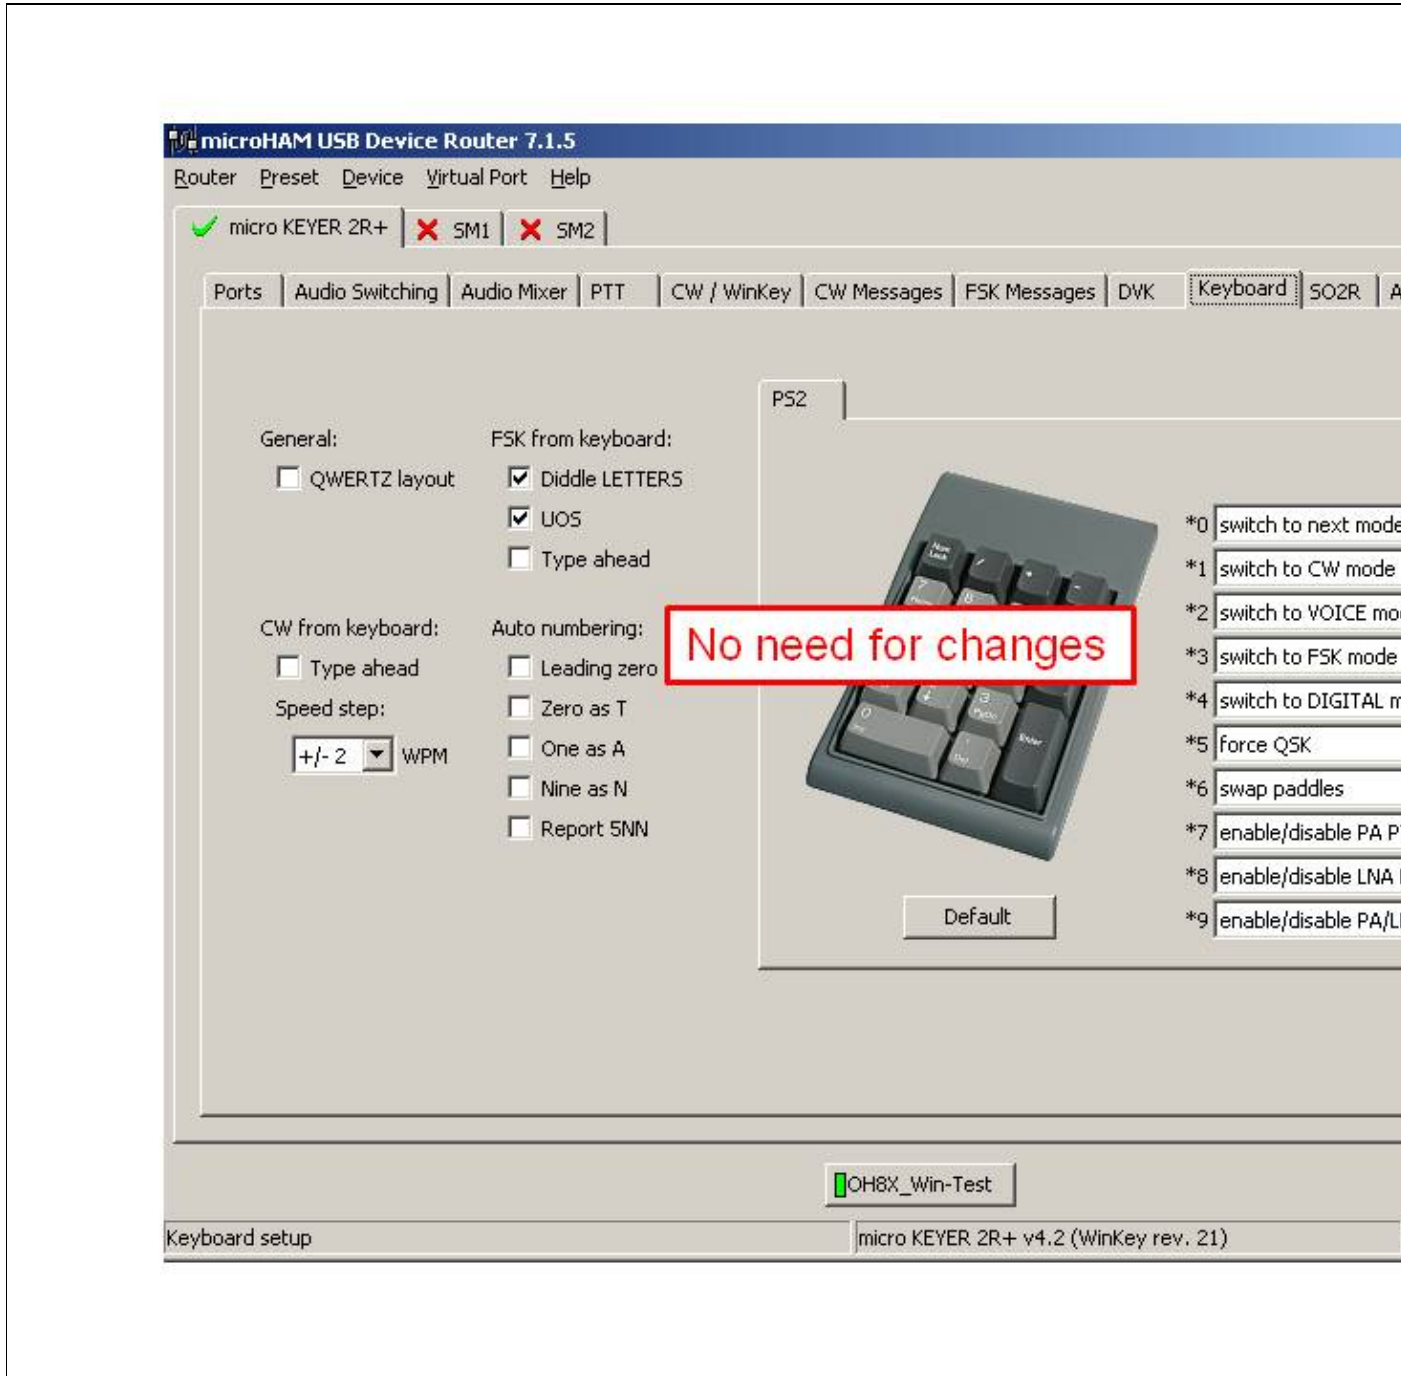 microHAM USB Device Router 7.1.5
Router Preset Device Virtual Port Help
micro KEYER 2R+ SM1 SM2
Ports Audio Switching Audio Mixer PTT CW / WinKey CW Messages FSK Messages DVK Keyboard SO2R A
PS2
General:
QWERTZ layout
FSK from keyboard:
Diddle LETTERS
UOS
Type ahead
CW from keyboard:
Type ahead
Speed step:
+/- 2 WPM
Auto numbering:
Leading zero
Zero as T
One as A
Nine as N
Report 5NN
No need for changes
Default
*0 switch to next mode
*1 switch to CW mode
*2 switch to VOICE mo
*3 switch to FSK mode
*4 switch to DIGITAL m
*5 force QSK
*6 swap paddles
*7 enable/disable PA P
*8 enable/disable LNA
*9 enable/disable PA/L
OH8X_Win-Test
Keyboard setup
micro KEYER 2R+ v4.2 (WinKey rev. 21)